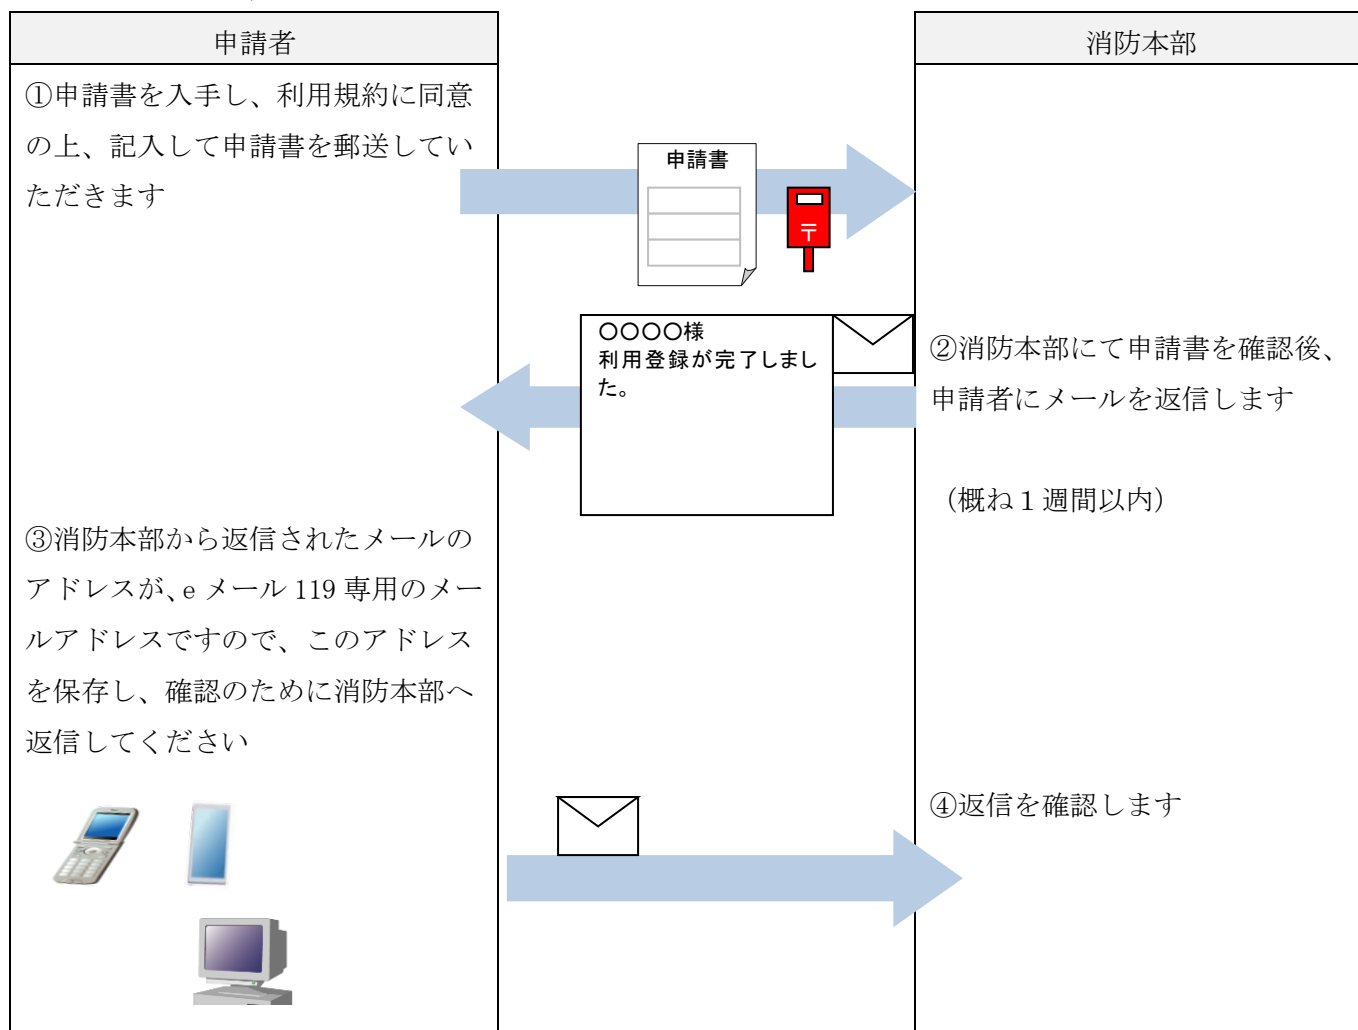 申請者
消防本部
①申請書を入手し、利用規約に同意
の上、記入して申請書を郵送してい
ただきます
申請書
〒
〇〇〇〇様
利用登録が完了しまし
た。
②消防本部にて申請書を確認後、
申請者にメールを返信します
（概ね１週間以内）
③消防本部から返信されたメールの
アドレスが、e メール 119 専用のメー
ルアドレスですので、このアドレス
を保存し、確認のために消防本部へ
返信してください
④返信を確認します